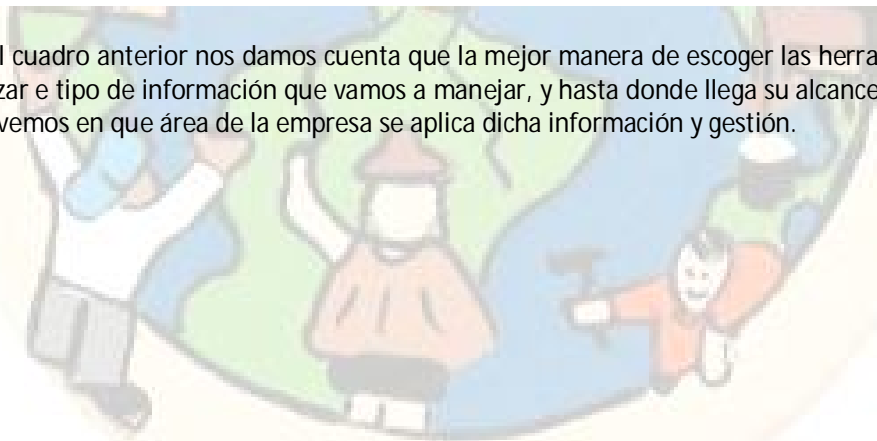 l cuadro anterior nos damos cuenta que la mejor manera de escoger las herra
zar e tipo de información que vamos a manejar, y hasta donde llega su alcance
vemos en que área de la empresa se aplica dicha información y gestión.